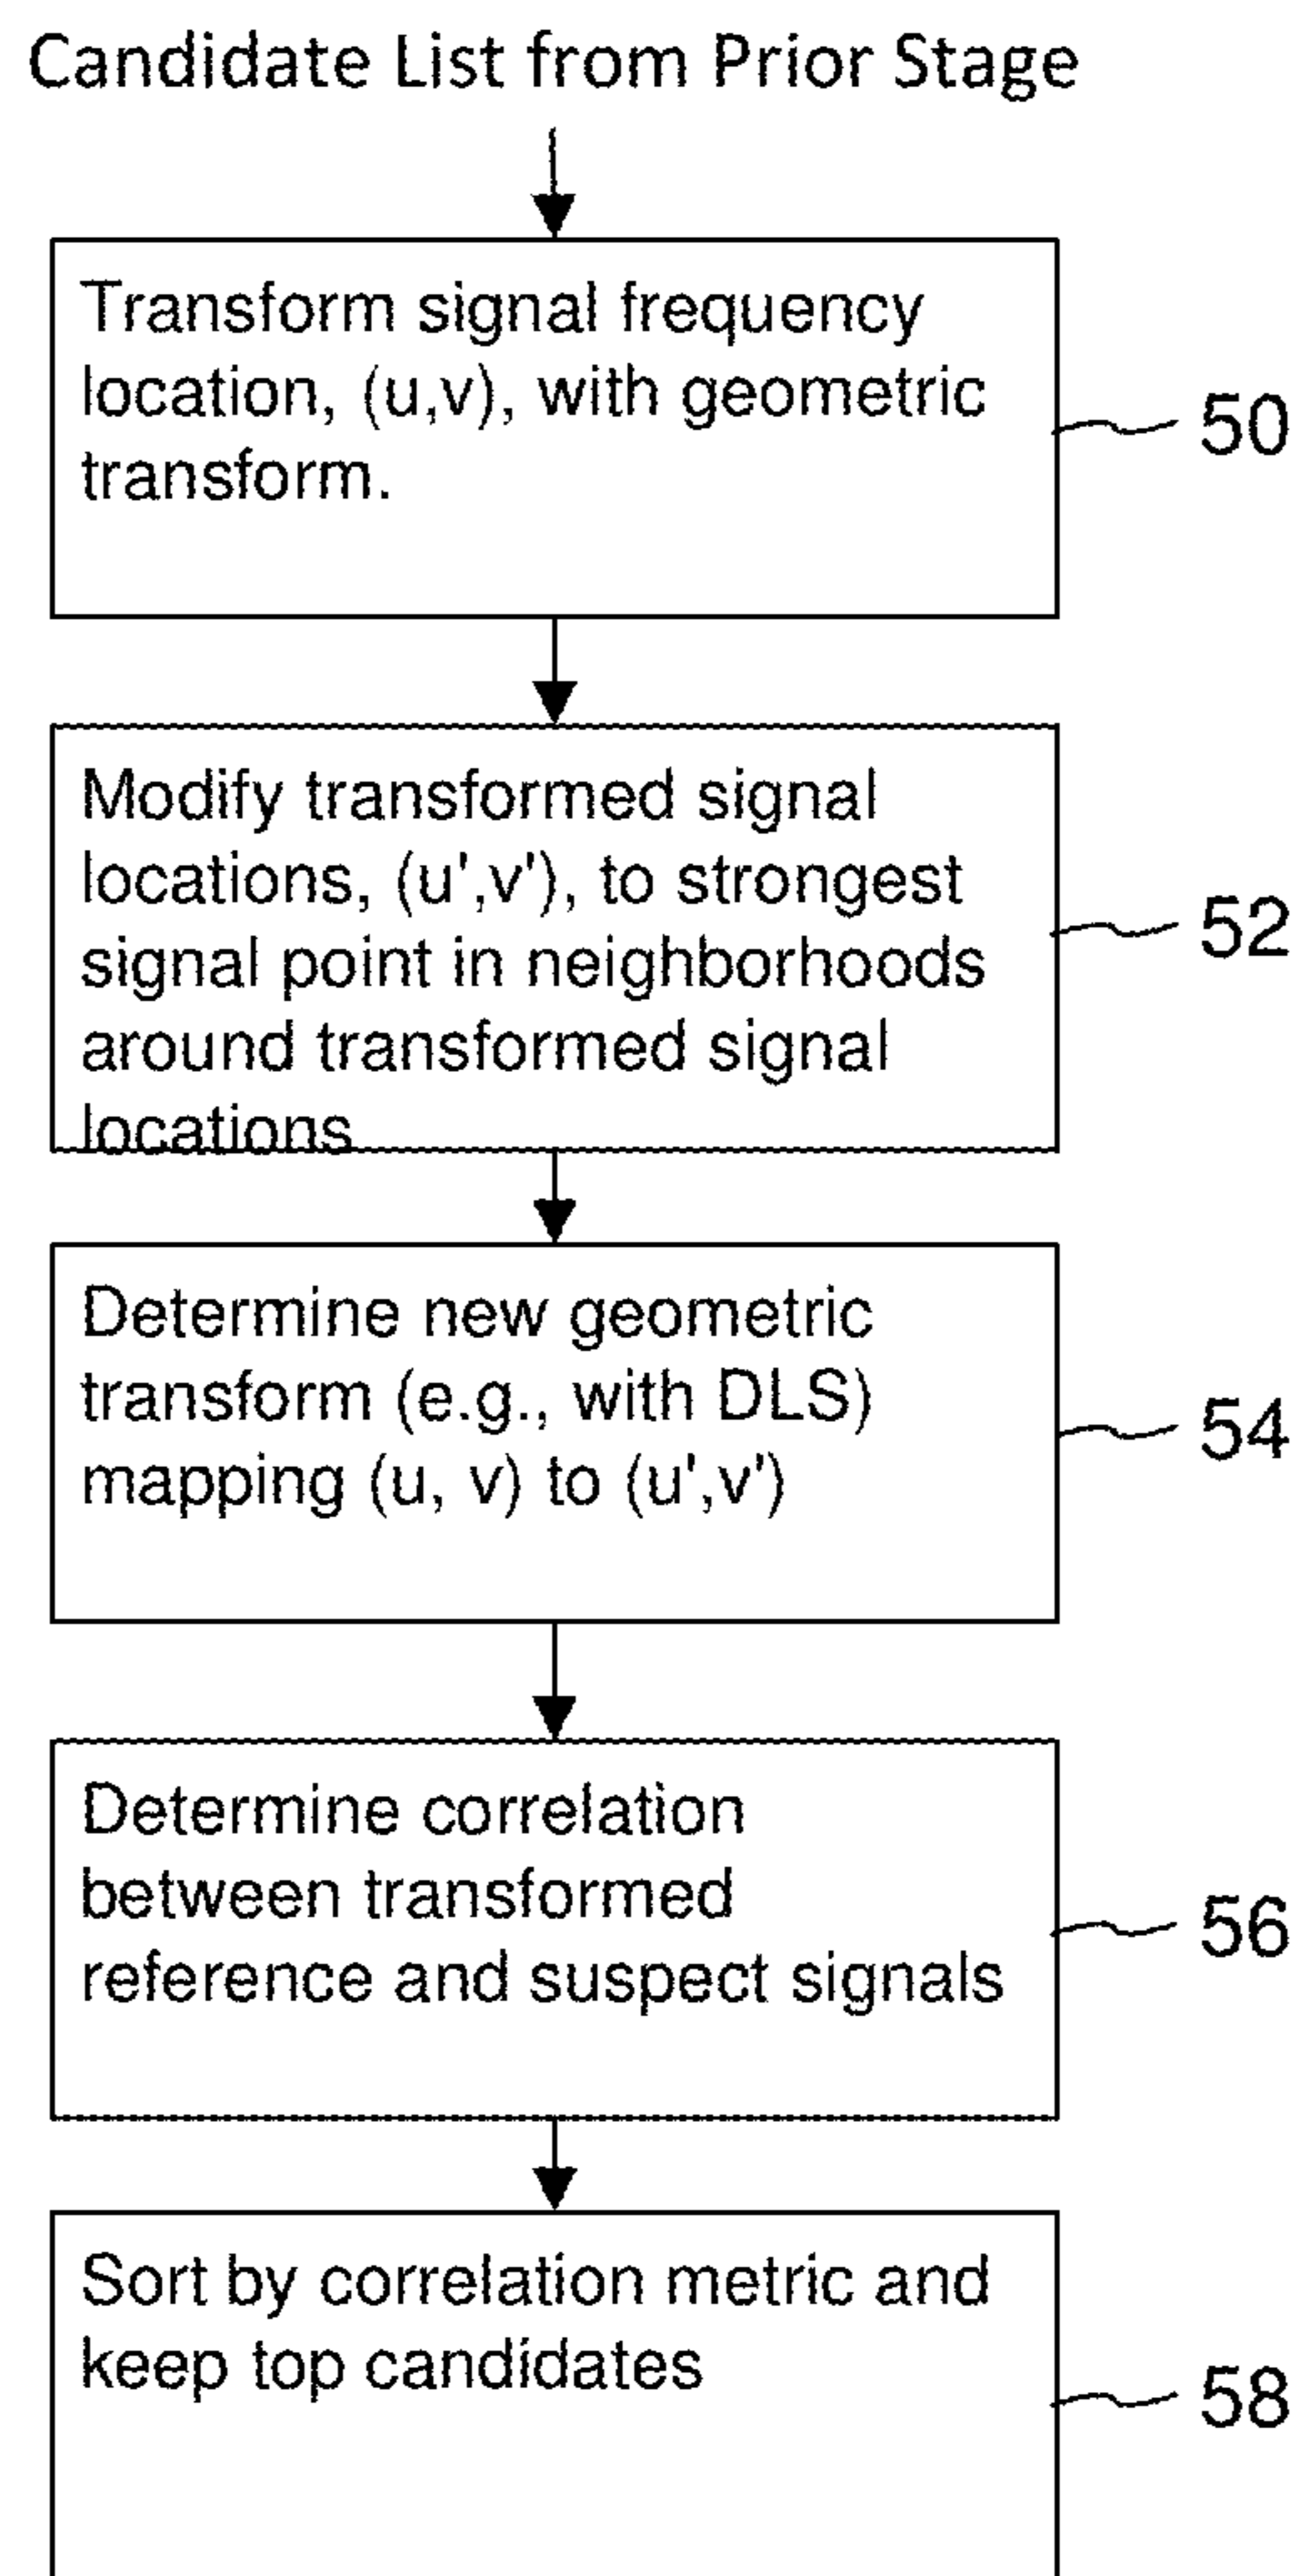 Candidate List from Prior Stage
Transform signal frequency
location, (u,v), with geometric
transform.
50
Modify transformed signal
locations, (u',v'), to strongest
signal point in neighborhoods
around transformed signal
locations
52
Determine new geometric
transform (e.g., with DLS)
mapping (u, v) to (u',v')
54
Determine correlation
between transformed
reference and suspect signals
56
Sort by correlation metric and
keep top candidates
58